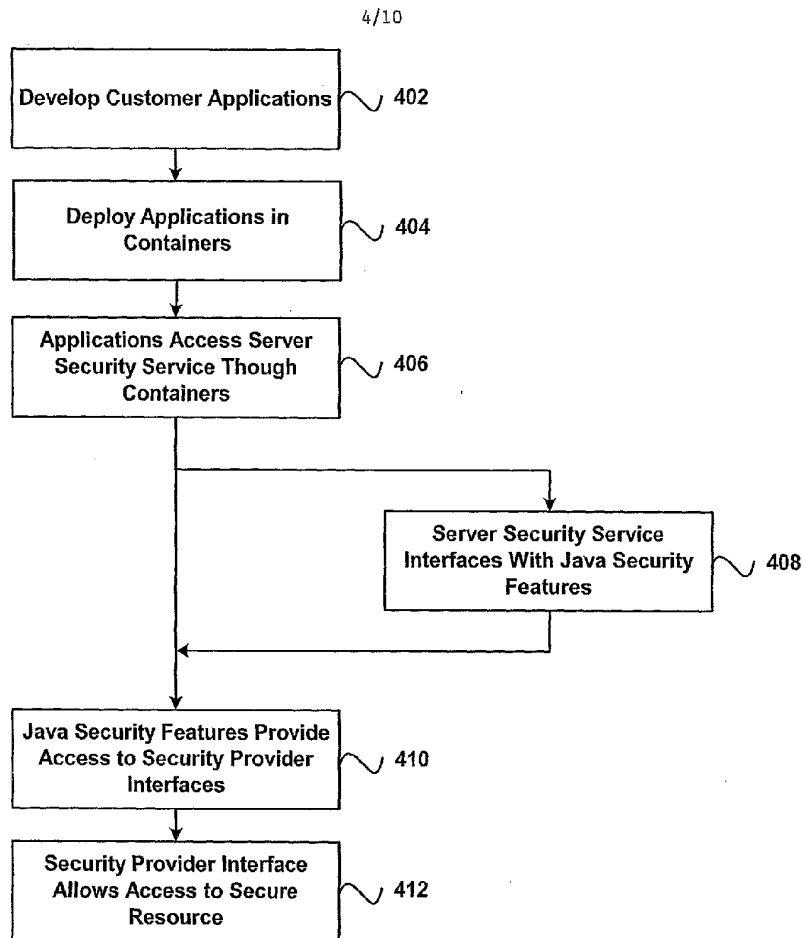 4/10
Develop Customer Applications
402
Deploy Applications in
Containers
404
Applications Access Server
Security Service Though
Containers
406
Server Security Service
Interfaces With Java Security
Features
408
Java Security Features Provide
Access to Security Provider
Interfaces
410
Security Provider Interface
Allows Access to Secure
Resource
412